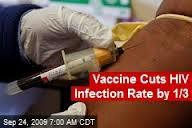 Vaccine Cuts HIV
Infection Rate by 1/3
Sep 24, 2009 7:00 AM CDT